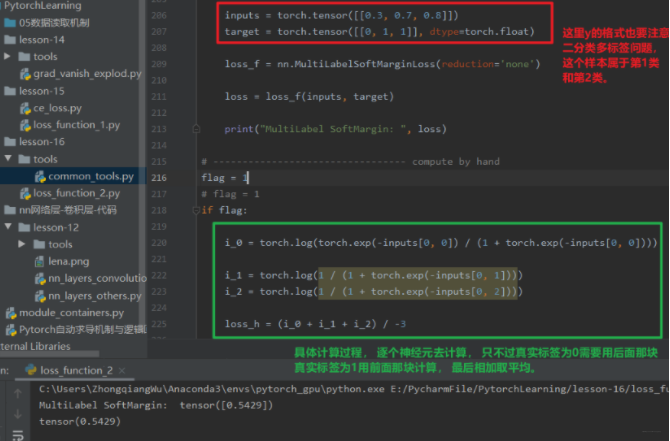 PytorchLearning
05数据读取机制
lesson-14
tools
grad_vanish_explod.py
lesson-15
ce_loss.py
loss_function_1.py
lesson-16
tools
common_tools.py
loss_function_2.py
nn网络层-卷积层-代码
lesson-12
tools
lena.png
nn_layers_convolution
nn_layers_others.py
module_containers.py
Pytorch自动求导机制与逻辑
ternal Libraries
206 inputs = torch.tensor([[0.3, 0.7, 0.8]])
207 target = torch.tensor([[0, 1, 1]], dtype=torch.float)
208
209 loss_f = nn.MultiLabelSoftMarginLoss(reduction='none')
210
211 loss = loss_f(inputs, target)
212
213 print("MultiLabel SoftMargin: ", loss)
215 # --------------------------------- compute by hand
216 flag = 1
217 # flag = 1
218 if flag:
219
220 i_0 = torch.log(torch.exp(-inputs[0, 0]) / (1 + torch.exp(-inputs[0, 0])))
221
222 i_1 = torch.log(1 / (1 + torch.exp(-inputs[0, 1])))
223 i_2 = torch.log(1 / (1 + torch.exp(-inputs[0, 2])))
224
225 loss_h = (i_0 + i_1 + i_2) / -3
这里y的格式也要注意
二分类多标签问题，
这个样本属于第1类
和第2类。
具体计算过程， 逐个神经元去计算， 只不过真实标签为0需要用后面那块
真实标签为1用前面那块计算， 最后相加取平均。
n: loss_function_2 ×
C:\Users\ZhongqiangWu\Anaconda3\envs\pytorch_gpu\python.exe E:/PycharmFile/PytorchLearning/lesson-16/loss_fu
MultiLabel SoftMargin:  tensor([0.5429])
tensor(0.5429)